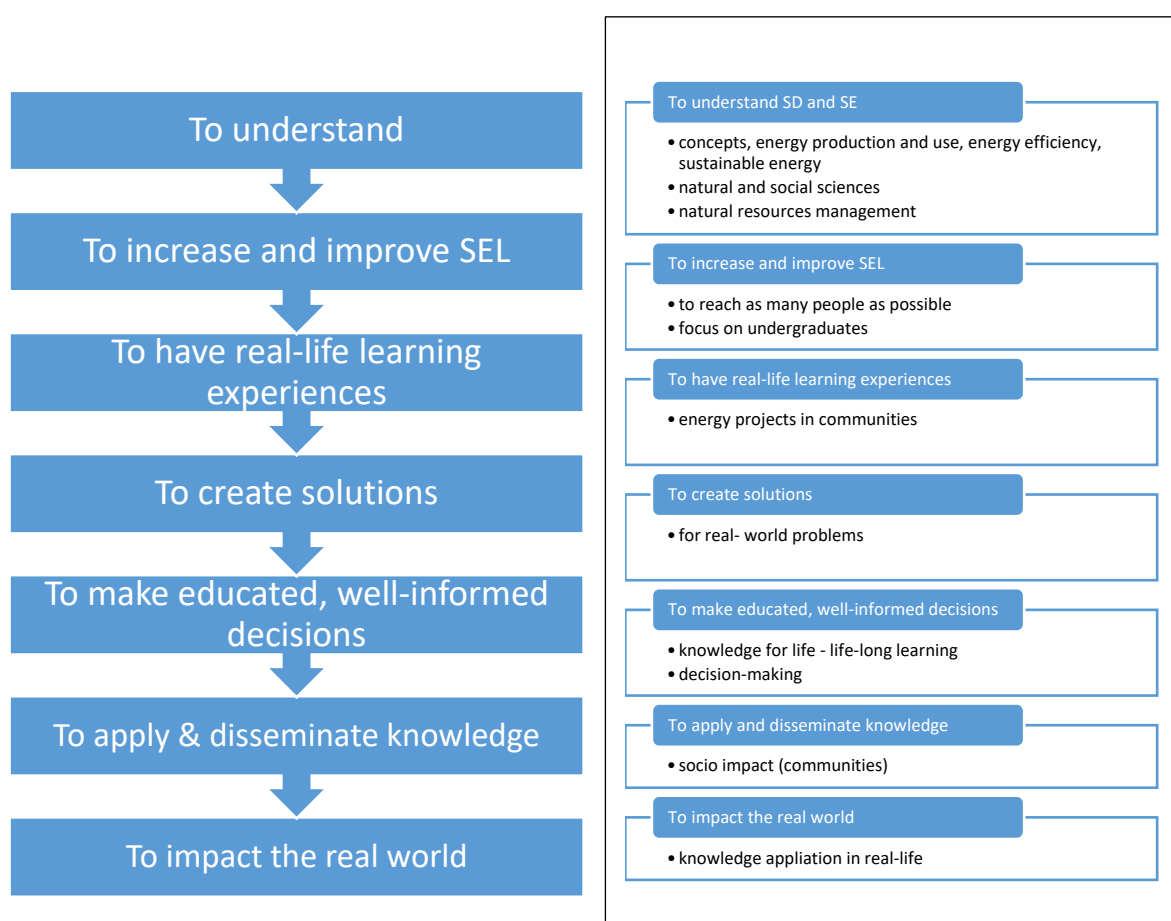 To understand
To increase and improve SEL
To have real-life learning
experiences
To create solutions
To make educated, well-informed
decisions
To apply & disseminate knowledge
To impact the real world
To understand SD and SE
• concepts, energy production and use, energy efficiency,
sustainable energy
• natural and social sciences
• natural resources management
To increase and improve SEL
• to reach as many people as possible
• focus on undergraduates
To have real-life learning experiences
• energy projects in communities
To create solutions
• for real- world problems
To make educated, well-informed decisions
• knowledge for life - life-long learning
• decision-making
To apply and disseminate knowledge
• socio impact (communities)
To impact the real world
• knowledge appliation in real-life